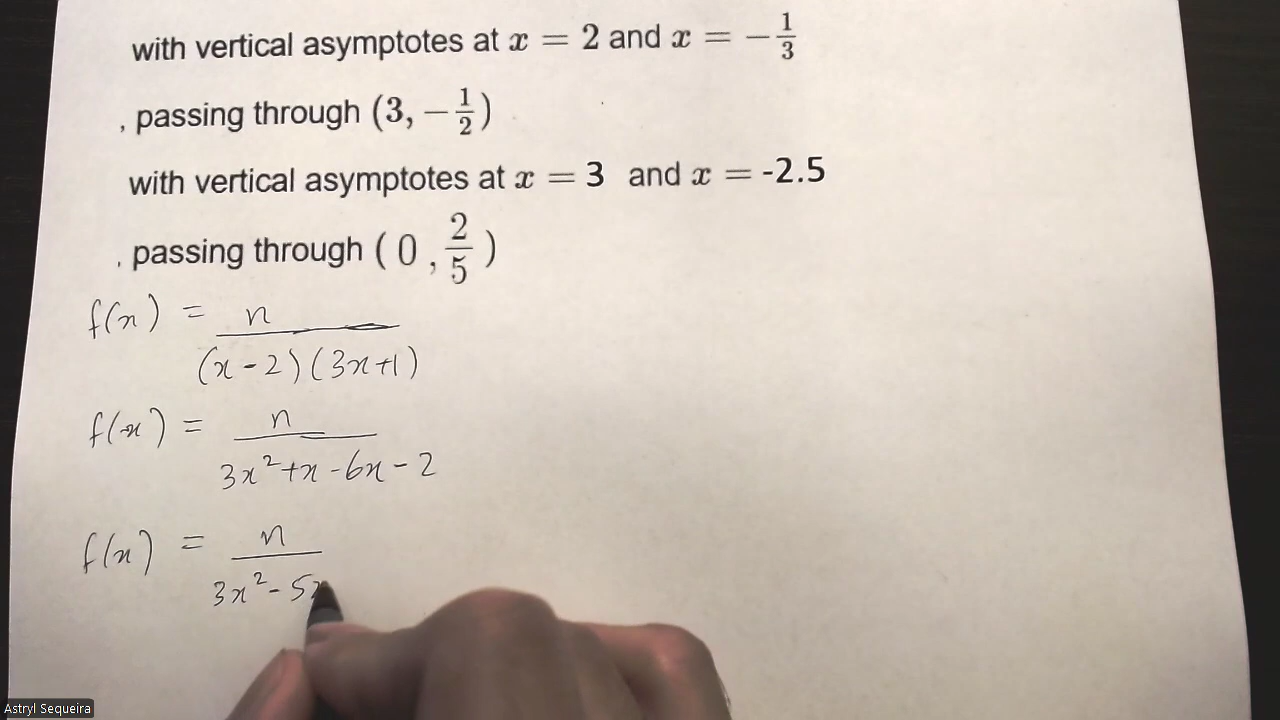 with vertical asymptotes at x = 2 and x = −1/3
, passing through (3, −1/2)
with vertical asymptotes at x = 3 and x = -2.5
, passing through ( 0 , 2/5 )
f(x) = n
(x - 2) (3x+1)
f(x) = n
3x²+x - 6x - 2
f(x) = n
3x² - 5x
Astryl Sequeira